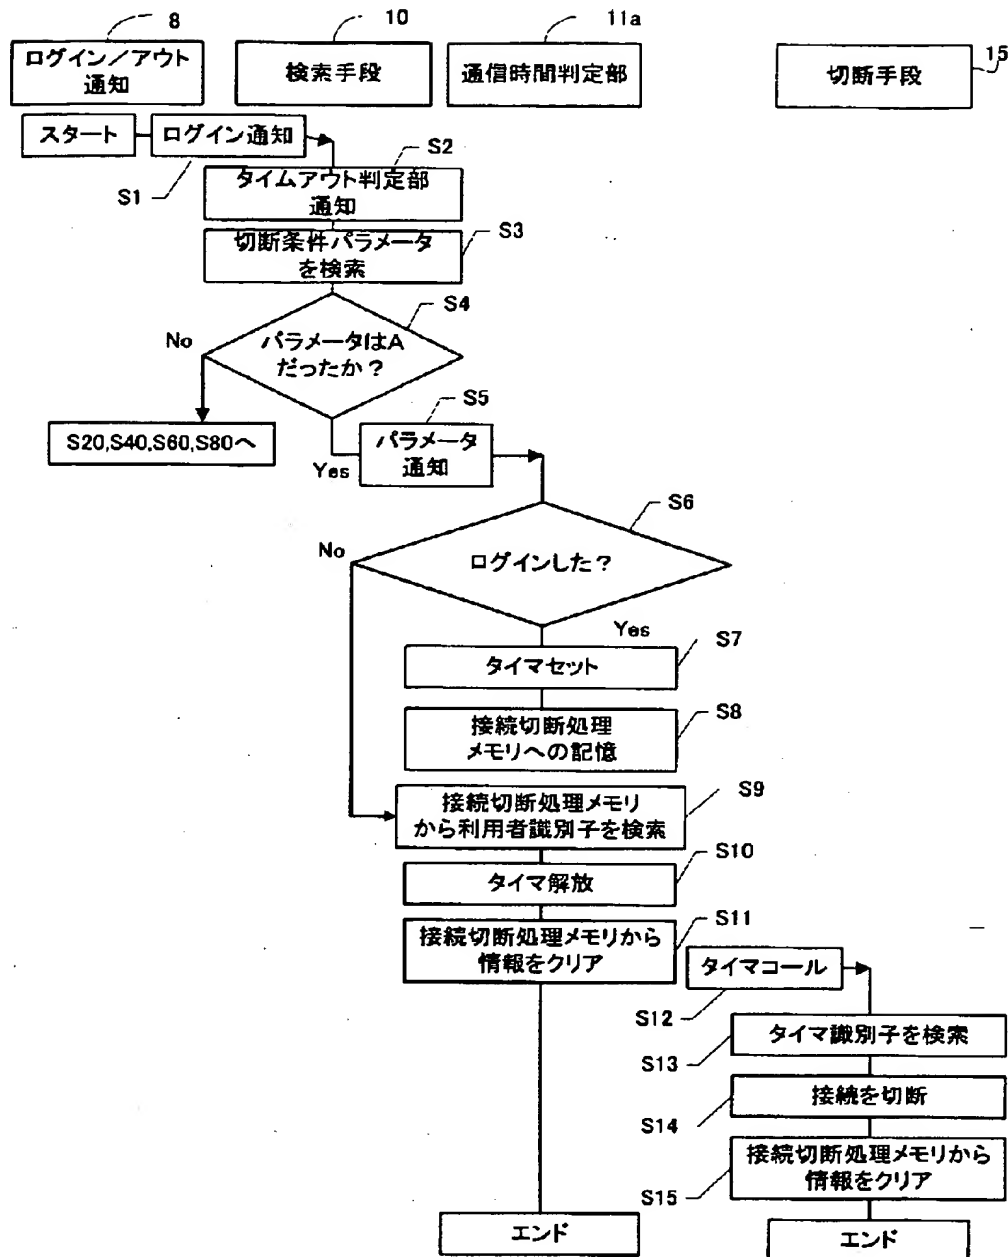 8
10
11a
15
ログイン／アウト
通知
検索手段
通信時間判定部
切断手段
スタート
ログイン通知
S1
S2
タイムアウト判定部
通知
S3
切断条件パラメータ
を検索
S4
No
パラメータはA
だったか？
S5
S20,S40,S60,S80へ
Yes
パラメータ
通知
S6
No
ログインした？
Yes
S7
タイマセット
S8
接続切断処理
メモリへの記憶
S9
接続切断処理メモリ
から利用者識別子を検索
S10
タイマ解放
S11
接続切断処理メモリから
情報をクリア
タイマコール
S12
タイマ識別子を検索
S13
接続を切断
S14
接続切断処理メモリから
情報をクリア
S15
エンド
エンド